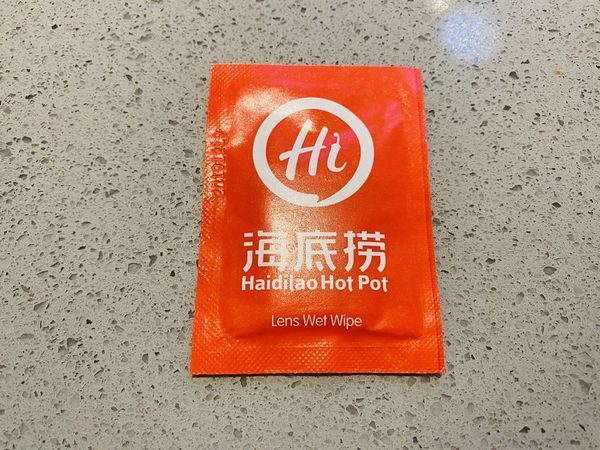 Hi
海底捞
Haidilao Hot Pot
Lens Wet Wipe